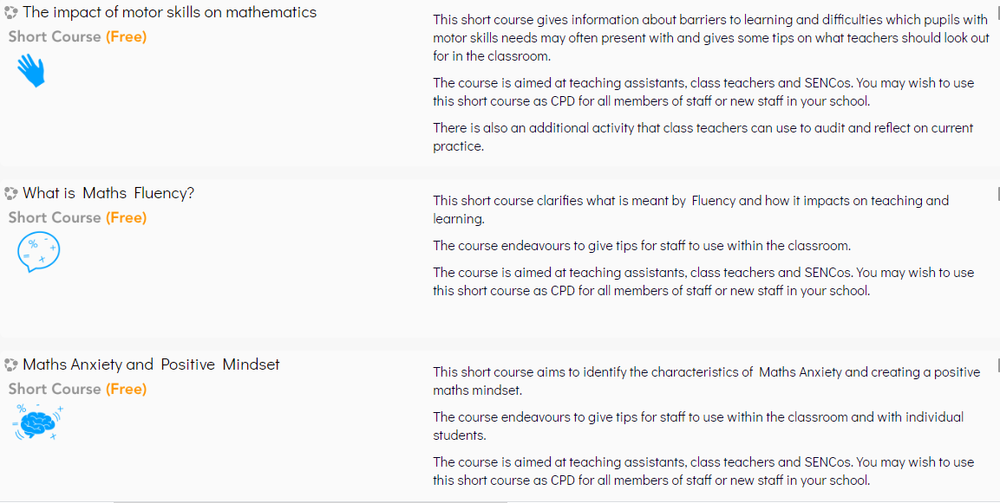 The impact of motor skills on mathematics
Short Course (Free)
This short course gives information about barriers to learning and difficulties which pupils with
motor skills needs may often present with and gives some tips on what teachers should look out
for in the classroom.
The course is aimed at teaching assistants, class teachers and SENCos. You may wish to use
this short course as CPD for all members of staff or new staff in your school.
There is also an additional activity that class teachers can use to audit and reflect on current
practice.
What is Maths Fluency?
Short Course (Free)
% - + = x
This short course clarifies what is meant by Fluency and how it impacts on teaching and
learning.
The course endeavours to give tips for staff to use within the classroom.
The course is aimed at teaching assistants, class teachers and SENCos. You may wish to use
this short course as CPD for all members of staff or new staff in your school.
Maths Anxiety and Positive Mindset
Short Course (Free)
% - + = x
This short course aims to identify the characteristics of Maths Anxiety and creating a positive
maths mindset.
The course endeavours to give tips for staff to use within the classroom and with individual
students.
The course is aimed at teaching assistants, class teachers and SENCos. You may wish to use
this short course as CPD for all members of staff or new staff in your school.